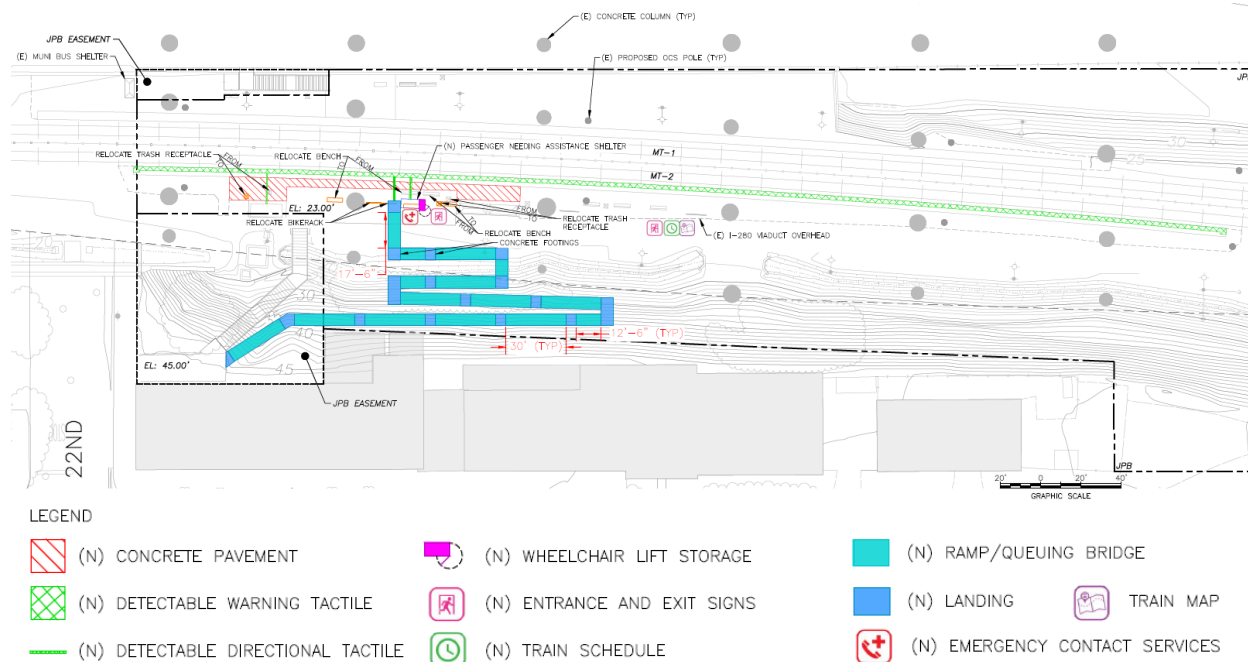 (E) CONCRETE COLUMN (TYP)
JPB EASEMENT
(E) MUNI BUS SHELTER
(E) PROPOSED OCS POLE (TYP)
JPB
30
25
(N) PASSENGER NEEDING ASSISTANCE SHELTER
MT-1
RELOCATE TRASH RECEPTACLE
FROM
TO
RELOCATE BENCH
FROM
TO
MT-2
EL: 23.00'
RELOCATE BIKERACK
FROM
TO
FROM
TO
RELOCATE TRASH
RECEPTACLE
RELOCATE BENCH
(E) I-280 VIADUCT OVERHEAD
CONCRETE FOOTINGS
20
17'-6"
30
40
45
12'-6" (TYP)
30' (TYP)
EL: 45.00'
JPB EASEMENT
22ND
JPB
20' 0 20' 40'
GRAPHIC SCALE
LEGEND
(N) CONCRETE PAVEMENT
(N) WHEELCHAIR LIFT STORAGE
(N) RAMP/QUEUING BRIDGE
(N) DETECTABLE WARNING TACTILE
(N) ENTRANCE AND EXIT SIGNS
(N) LANDING
TRAIN MAP
(N) DETECTABLE DIRECTIONAL TACTILE
(N) TRAIN SCHEDULE
(N) EMERGENCY CONTACT SERVICES